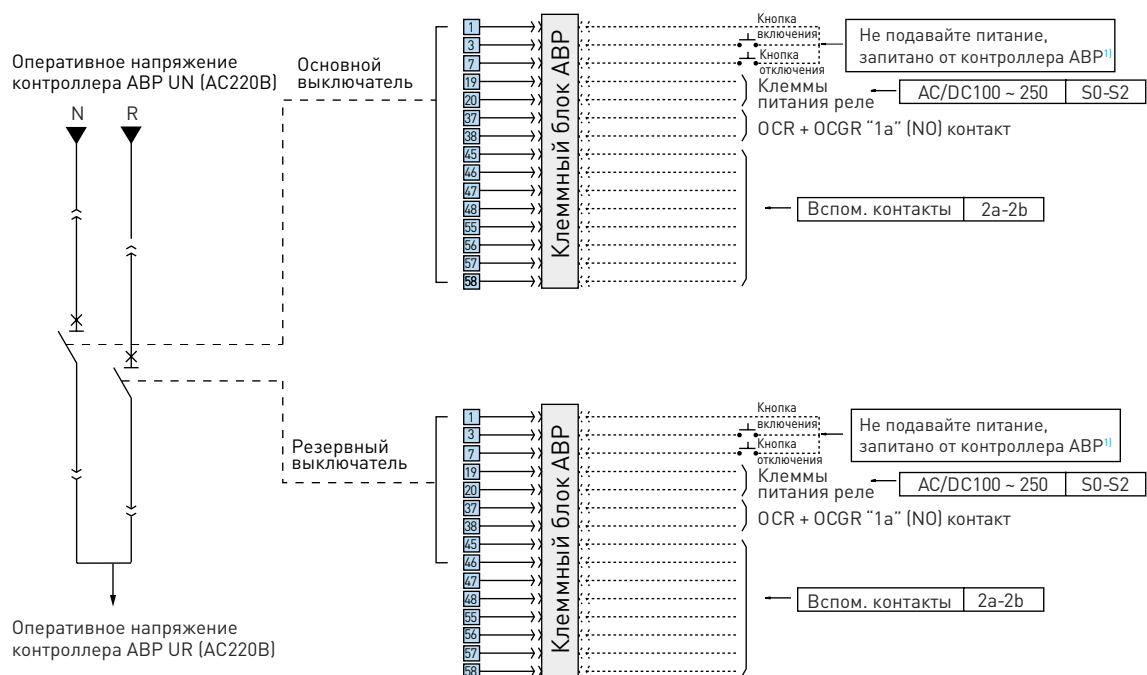 Оперативное напряжение
контроллера АВР UN (AC220В)
N R
Основной
выключатель
1
3
7
19
20
37
38
45
46
47
48
55
56
57
58
Клеммный блок АВР
Кнопка
включения
Кнопка
отключения
Не подавайте питание,
запитано от контроллера АВР1)
Клеммы
питания реле
AC/DC100 ~ 250 S0-S2
OCR + OCGR “1a” (NO) контакт
Вспом. контакты 2a-2b
Резервный
выключатель
1
3
7
19
20
37
38
45
46
47
48
55
56
57
58
Клеммный блок АВР
Кнопка
включения
Кнопка
отключения
Не подавайте питание,
запитано от контроллера АВР1)
Клеммы
питания реле
AC/DC100 ~ 250 S0-S2
OCR + OCGR “1a” (NO) контакт
Вспом. контакты 2a-2b
Оперативное напряжение
контроллера АВР UR (AC220В)